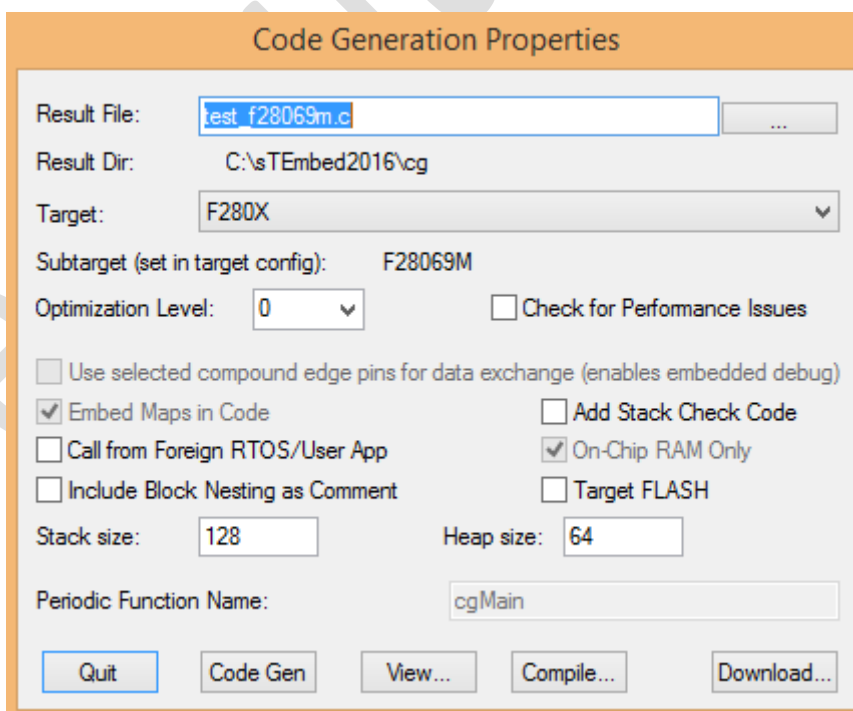 Code Generation Properties
Result File: test_f28069m.c ...
Result Dir: C:\sTEmbed2016\cg
Target: F280X
Subtarget (set in target config): F28069M
Optimization Level: 0 Check for Performance Issues
Use selected compound edge pins for data exchange (enables embedded debug)
Embed Maps in Code Add Stack Check Code
Call from Foreign RTOS/User App On-Chip RAM Only
Include Block Nesting as Comment Target FLASH
Stack size: 128 Heap size: 64
Periodic Function Name: cgMain
Quit Code Gen View... Compile... Download...